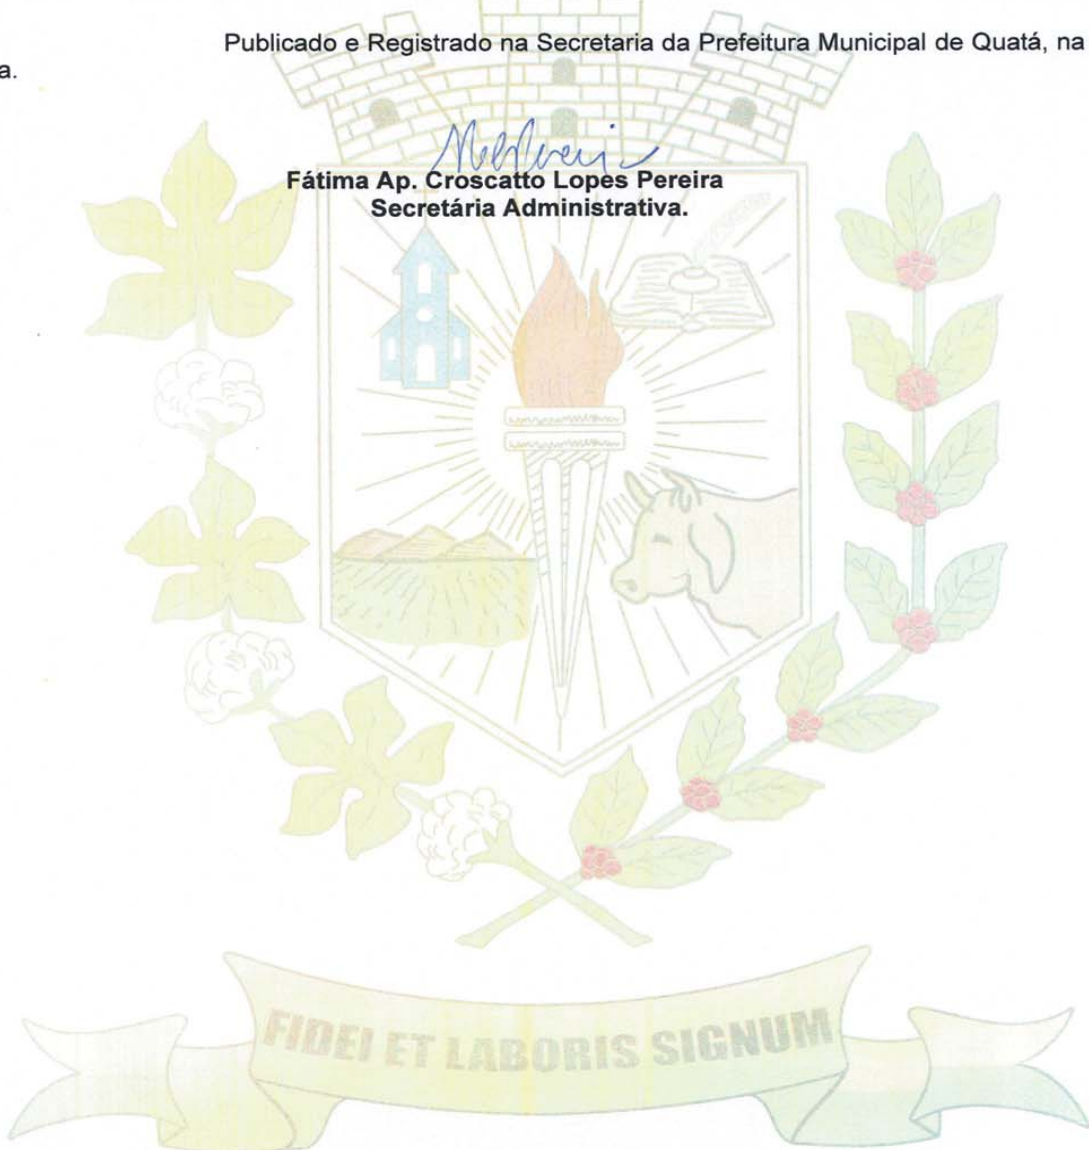 Publicado e Registrado na Secretaria da Prefeitura Municipal de Quatá, na
a.
Fátima Ap. Croscatto Lopes Pereira
Secretária Administrativa.
FIDEI ET LABORIS SIGNUM